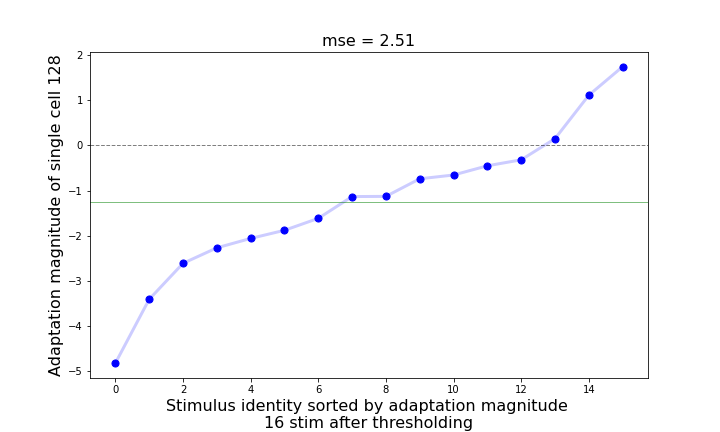 mse = 2.51
Adaptation magnitude of single cell 128
2
1
0
−1
−2
−3
−4
−5
0 2 4 6 8 10 12 14
Stimulus identity sorted by adaptation magnitude
16 stim after thresholding